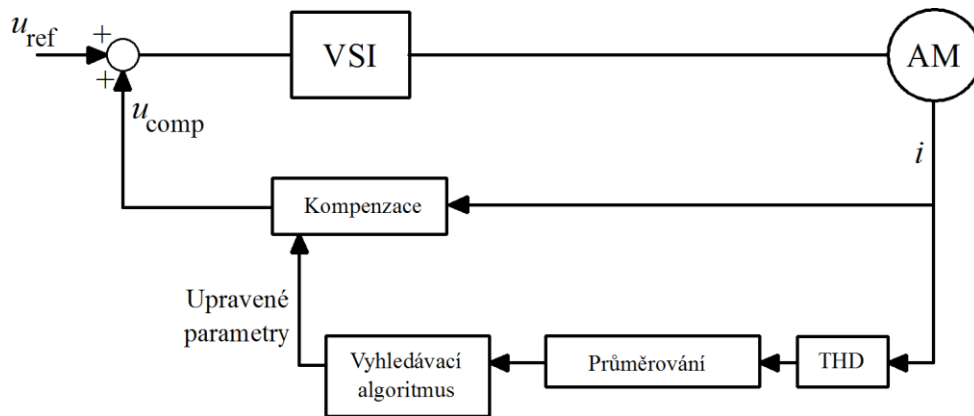 u_ref
+
+
VSI
AM
u_comp
i
Kompenzace
Upravené
parametry
Vyhledávací
algoritmus
Průměrování
THD